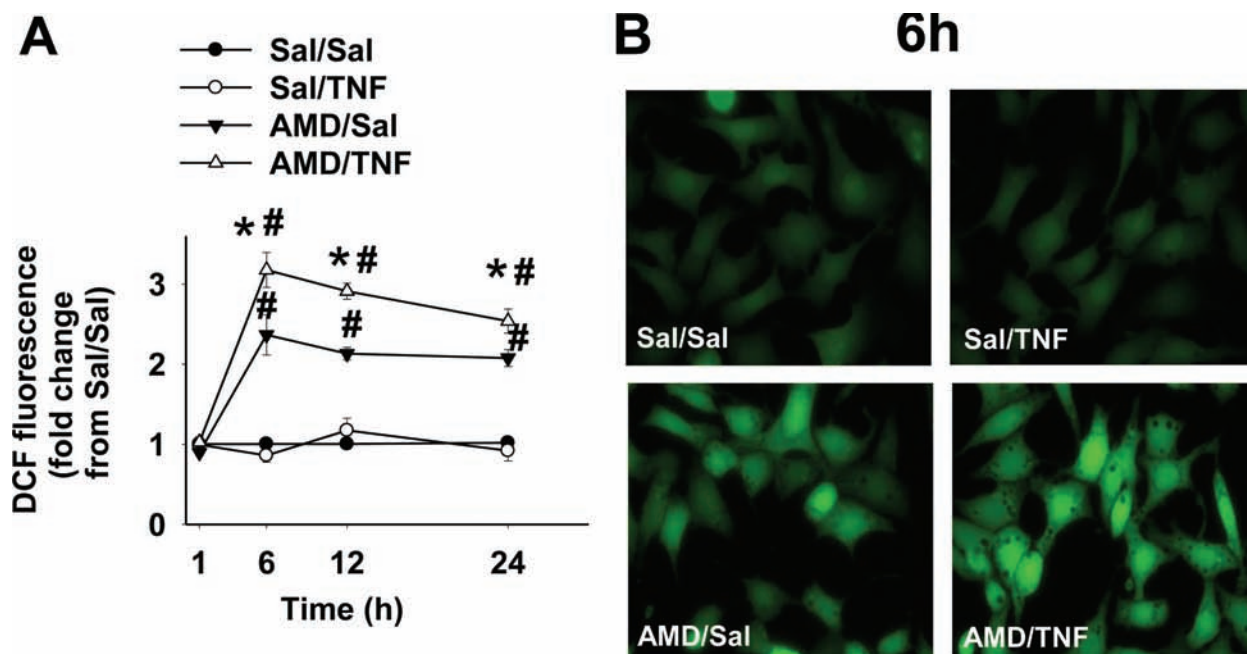 A
Sal/Sal
Sal/TNF
AMD/Sal
AMD/TNF
DCF fluorescence
(fold change
from Sal/Sal)
* #
* #
* #
#
#
#
3
2
1
0
1 6 12 24
Time (h)
B
6h
Sal/Sal
Sal/TNF
AMD/Sal
AMD/TNF